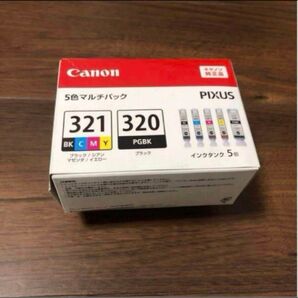 Canon
キヤノン
純正品
5色マルチパック
PIXUS
321
BK C M Y
ブラック / シアン
マゼンタ / イエロー
320
PGBK
ブラック
インクタンク 5個